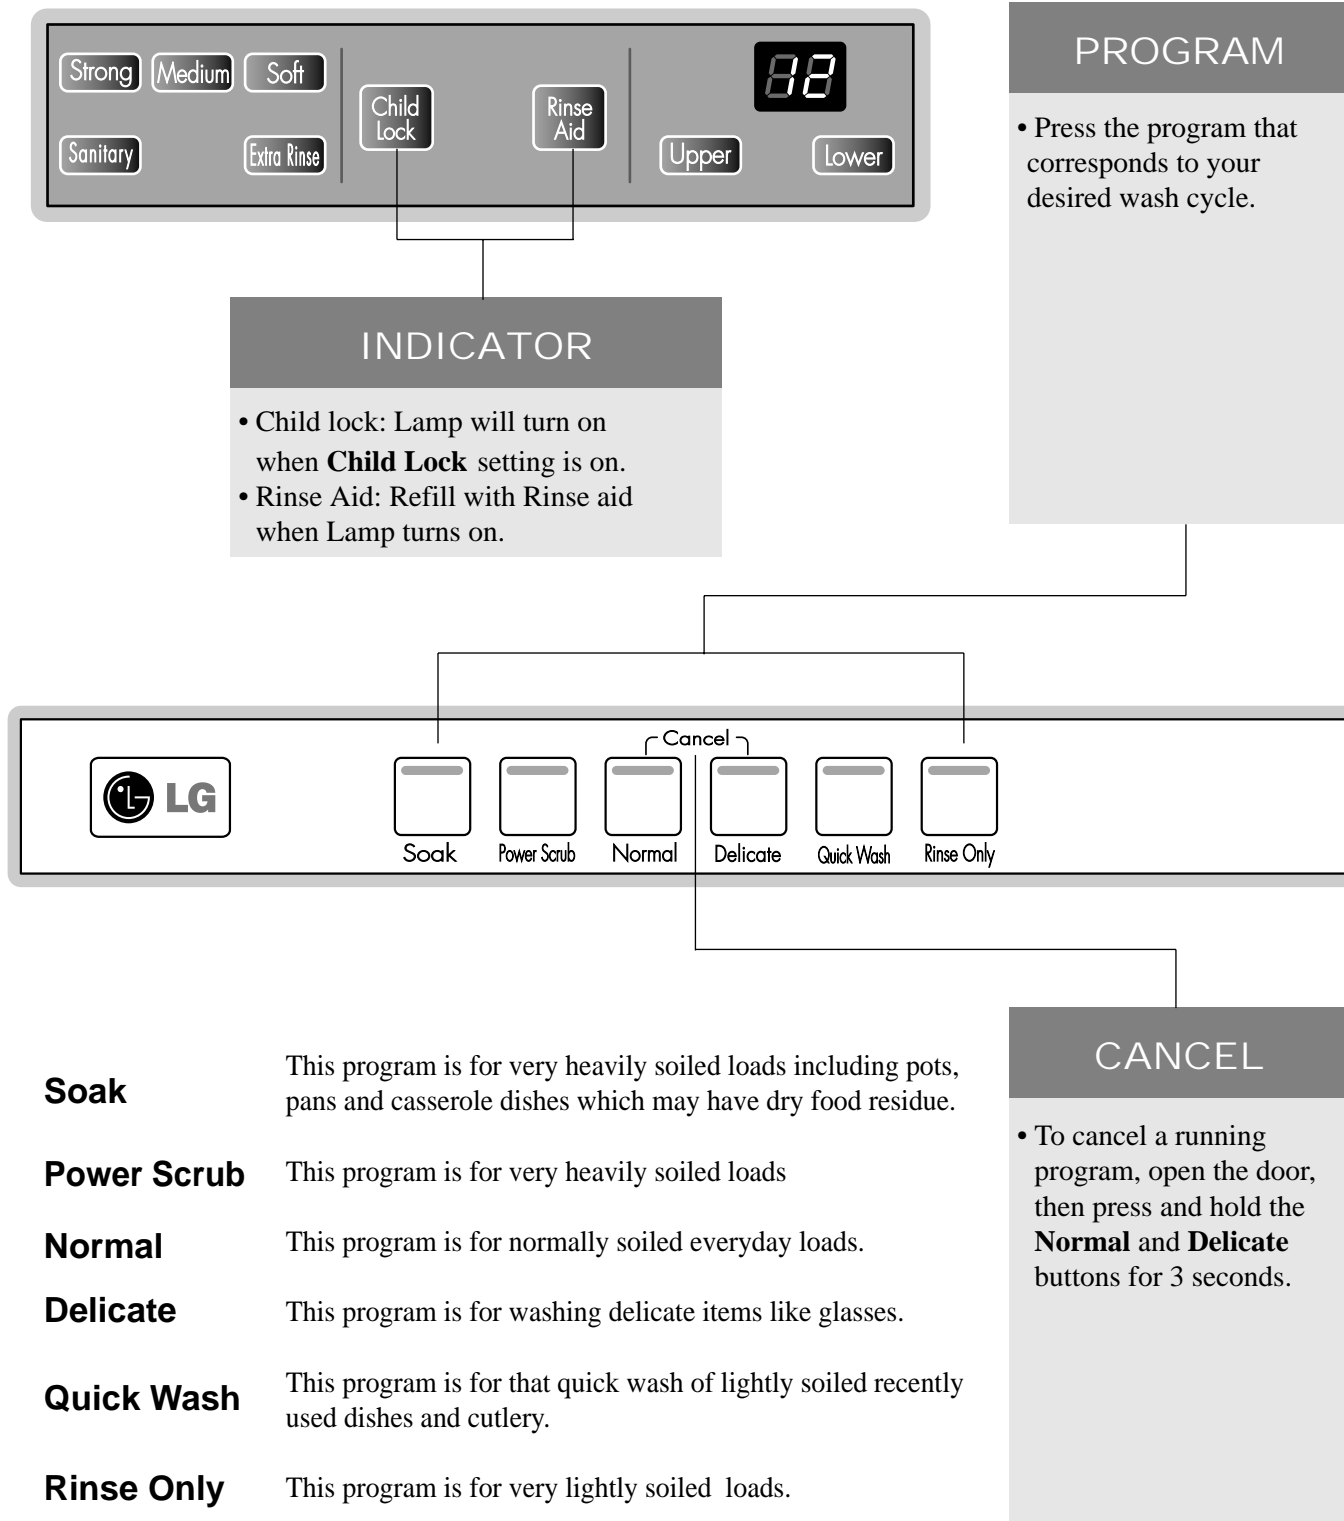 Strong Medium Soft
Sanitary Extra Rinse
Child
Lock
Rinse
Aid
12
Upper Lower
PROGRAM
• Press the program that
corresponds to your
desired wash cycle.
INDICATOR
• Child lock: Lamp will turn on
when Child Lock setting is on.
• Rinse Aid: Refill with Rinse aid
when Lamp turns on.
LG
Cancel
Soak Power Scrub Normal Delicate Quick Wash Rinse Only
CANCEL
• To cancel a running
program, open the door,
then press and hold the
Normal and Delicate
buttons for 3 seconds.
Soak
This program is for very heavily soiled loads including pots,
pans and casserole dishes which may have dry food residue.
Power Scrub This program is for very heavily soiled loads
Normal This program is for normally soiled everyday loads.
Delicate This program is for washing delicate items like glasses.
Quick Wash
This program is for that quick wash of lightly soiled recently
used dishes and cutlery.
Rinse Only This program is for very lightly soiled loads.